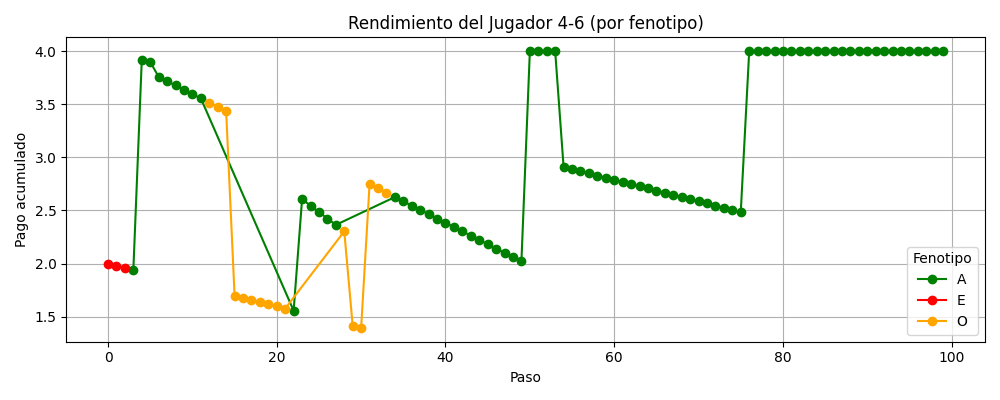 Rendimiento del Jugador 4-6 (por fenotipo)
Pago acumulado
4.0
3.5
3.0
2.5
2.0
1.5
0 20 40 60 80 100
Paso
Fenotipo
A
E
O